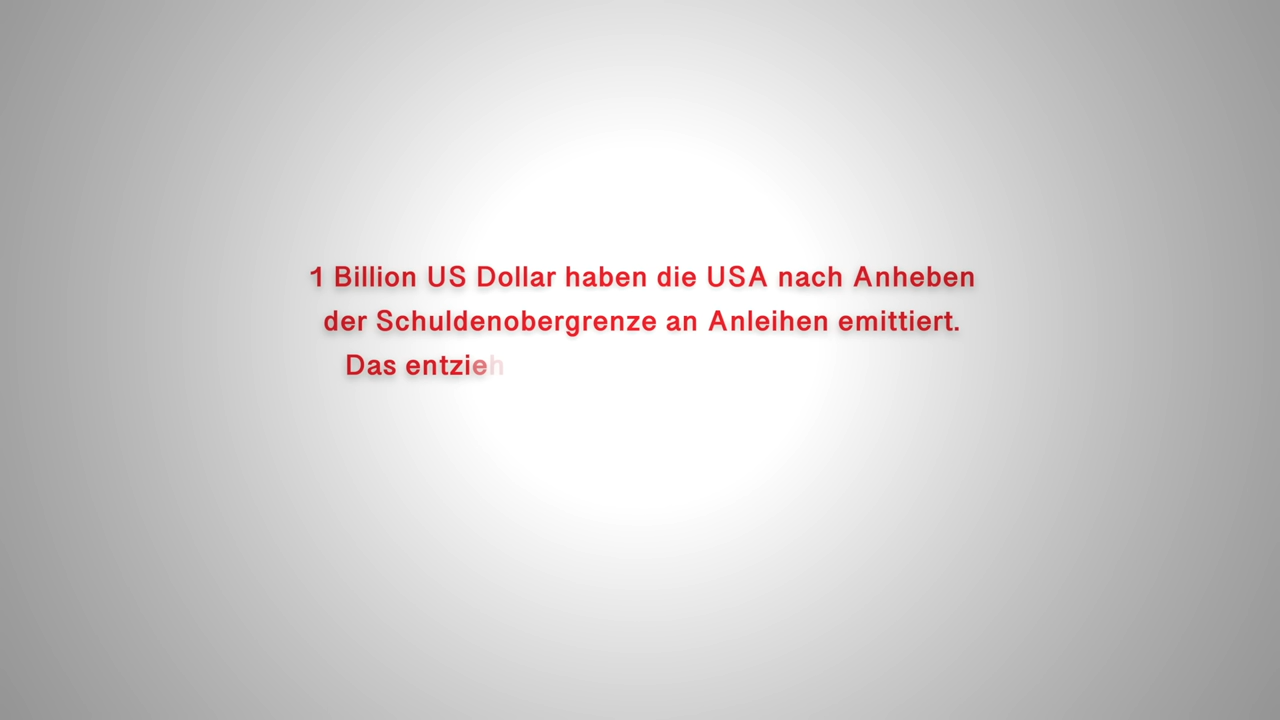 1 Billion US Dollar haben die USA nach Anheben
der Schuldenobergrenze an Anleihen emittiert.
Das entzieh